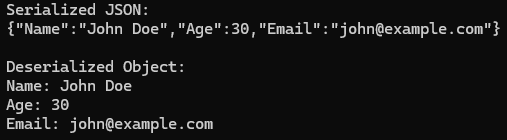 Serialized JSON:
{"Name":"John Doe","Age":30,"Email":"john@example.com"}
Deserialized Object:
Name: John Doe
Age: 30
Email: john@example.com